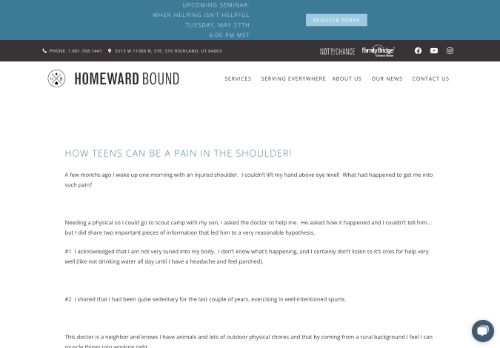 UPCOMING SEMINAR:
WHEN HELPING ISN'T HELPFUL
TUESDAY, MAY 27TH
6:00 PM MST
REGISTER TODAY
PHONE: 1.801.768.1441
5513 W 11000 N, STE. 316 HIGHLAND, UT 84003
NOT BY CHANCE
FamilyBridge
HOMEWARD BOUND
SERVICES
SERVING EVERYWHERE
ABOUT US
OUR NEWS
CONTACT US
HOW TEENS CAN BE A PAIN IN THE SHOULDER!
A few months ago I woke up one morning with an injured shoulder.  I couldn't lift my hand above eye level!  What had happened to get me into
such pain?
Needing a physical so I could go to scout camp with my son, I asked the doctor to help me.  He asked how it happened and I couldn't tell him…
but I did share two important pieces of information that led him to a very reasonable hypothesis.
#1  I acknowledged that I am not very tuned into my body.  I don't know what's happening, and I certainly don't listen to it's cries for help very
well (like not drinking water all day until I have a headache and feel parched).
#2  I shared that I had been quite sedentary for the last couple of years, exercising in well-intentioned spurts.
This doctor is a neighbor and knows I have animals and lots of outdoor physical chores and that by coming from a rural background I feel I can
muscle things into working right.